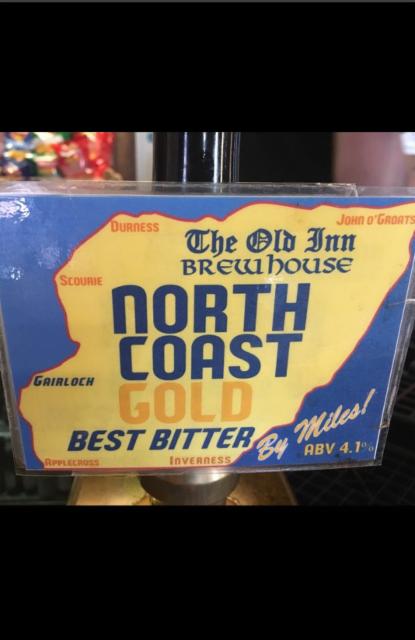 DURNESS
JOHN O'GROATS
The Old Inn
BREWHOUSE
SCOURIE
NORTH
COAST
GAIRLOCH
GOLD
BEST BITTER
By Miles!
ABV 4.1%
APPLECROSS
INVERNESS